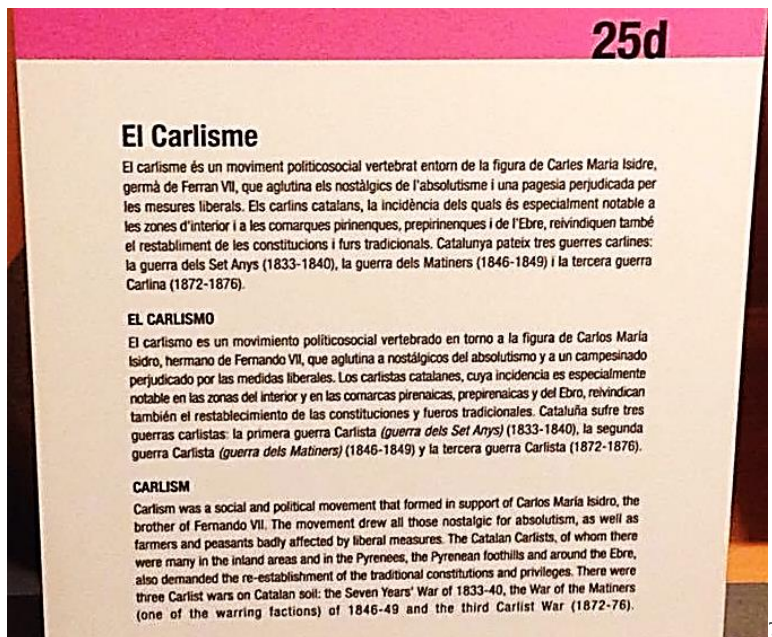 25d
El Carlisme
El carlisme és un moviment politicosocial vertebrat entorn de la figura de Carles Maria Isidre,
germà de Ferran VII, que aglutina els nostàlgics de l'absolutisme i una pagesia perjudicada per
les mesures liberals. Els carlins catalans, la incidència dels quals és especialment notable a
les zones d'interior i a les comarques pirinenques, prepirinenques i de l'Ebre, reivindiquen també
el restabliment de les constitucions i furs tradicionals. Catalunya pateix tres guerres carlines:
la guerra dels Set Anys (1833-1840), la guerra dels Matiners (1846-1849) i la tercera guerra
Carlina (1872-1876).
EL CARLISMO
El carlismo es un movimiento políticosocial vertebrado en torno a la figura de Carlos María
Isidro, hermano de Fernando VII, que aglutina a nostálgicos del absolutismo y a un campesinado
perjudicado por las medidas liberales. Los carlistas catalanes, cuya incidencia es especialmente
notable en las zonas del interior y en las comarcas pirenaicas, prepirenaicas y del Ebro, reivindican
también el restablecimiento de las constituciones y fueros tradicionales. Cataluña sufre tres
guerras carlistas: la primera guerra Carlista (guerra dels Set Anys) (1833-1840), la segunda
guerra Carlista (guerra dels Matiners) (1846-1849) y la tercera guerra Carlista (1872-1876).
CARLISM
Carlism was a social and political movement that formed in support of Carlos María Isidro, the
brother of Fernando VII. The movement drew all those nostalgic for absolutism, as well as
farmers and peasants badly affected by liberal measures. The Catalan Carlists, of whom there
were many in the inland areas and in the Pyrenees, the Pyrenean foothills and around the Ebre,
also demanded the re-establishment of the traditional constitutions and privileges. There were
three Carlist wars on Catalan soil: the Seven Years' War of 1833-40, the War of the Matiners
(one of the warring factions) of 1846-49 and the third Carlist War (1872-76).